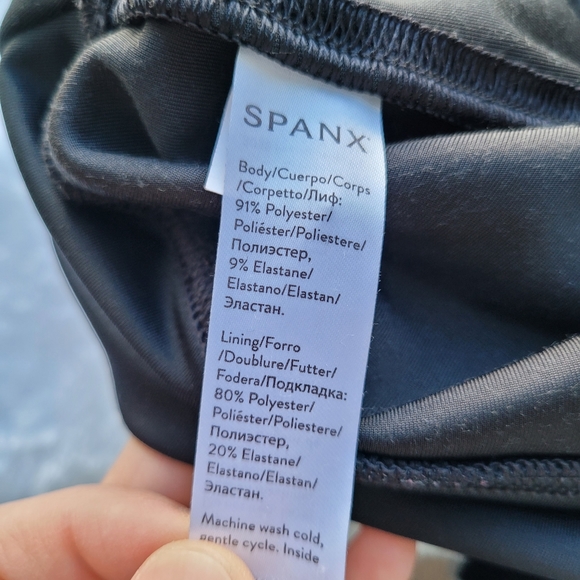 SPANX
Body/Cuerpo/Corps
/Corpetto/Лиф:
91% Polyester/
Poliéster/Poliestere/
Полиэстер,
9% Elastane/
Elastano/Elastan/
Эластан.
Lining/Forro
/Doublure/Futter/
Fodera/Подкладка:
80% Polyester/
Poliéster/Poliestere/
Полиэстер,
20% Elastane/
Elastano/Elastan/
Эластан.
Machine wash cold,
gentle cycle. Inside